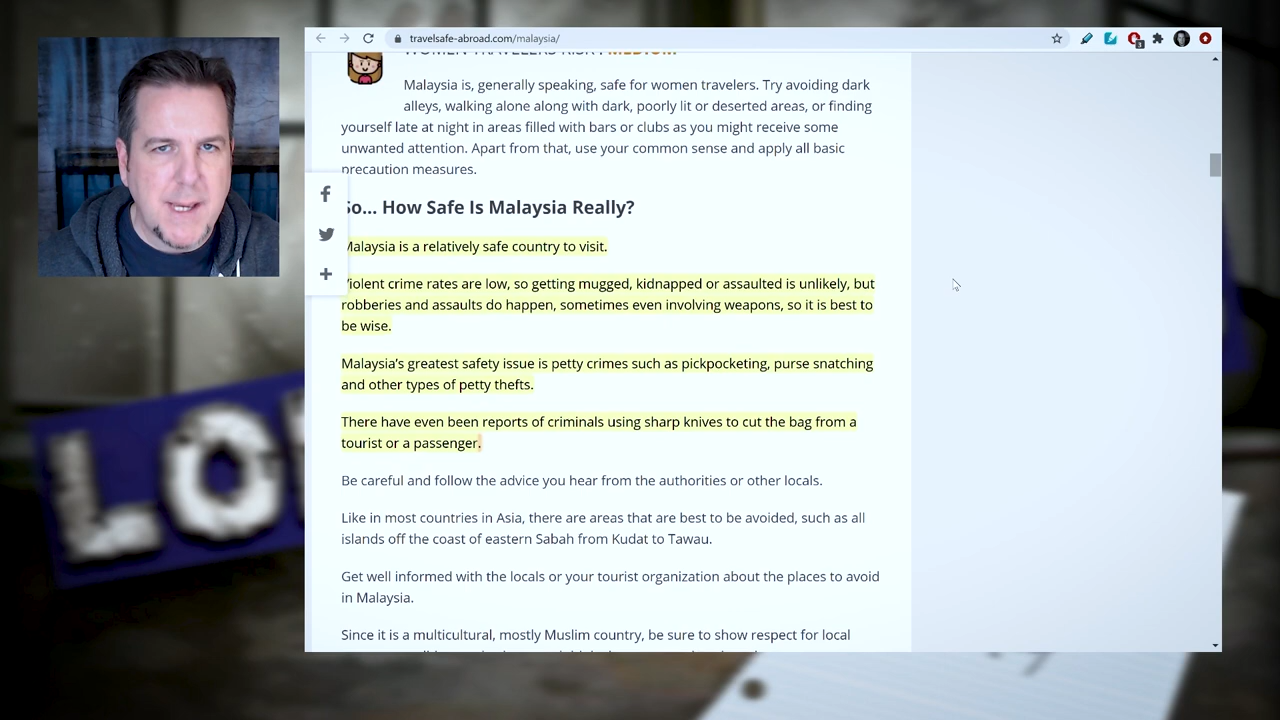 travelsafe-abroad.com/malaysia/
3
WOMEN TRAVELERS RISK : MEDIUM
Malaysia is, generally speaking, safe for women travelers. Try avoiding dark
alleys, walking alone along with dark, poorly lit or deserted areas, or finding
yourself late at night in areas filled with bars or clubs as you might receive some
unwanted attention. Apart from that, use your common sense and apply all basic
precaution measures.
So... How Safe Is Malaysia Really?
Malaysia is a relatively safe country to visit.
Violent crime rates are low, so getting mugged, kidnapped or assaulted is unlikely, but
robberies and assaults do happen, sometimes even involving weapons, so it is best to
be wise.
Malaysia's greatest safety issue is petty crimes such as pickpocketing, purse snatching
and other types of petty thefts.
There have even been reports of criminals using sharp knives to cut the bag from a
tourist or a passenger.
Be careful and follow the advice you hear from the authorities or other locals.
Like in most countries in Asia, there are areas that are best to be avoided, such as all
islands off the coast of eastern Sabah from Kudat to Tawau.
Get well informed with the locals or your tourist organization about the places to avoid
in Malaysia.
Since it is a multicultural, mostly Muslim country, be sure to show respect for local
LO